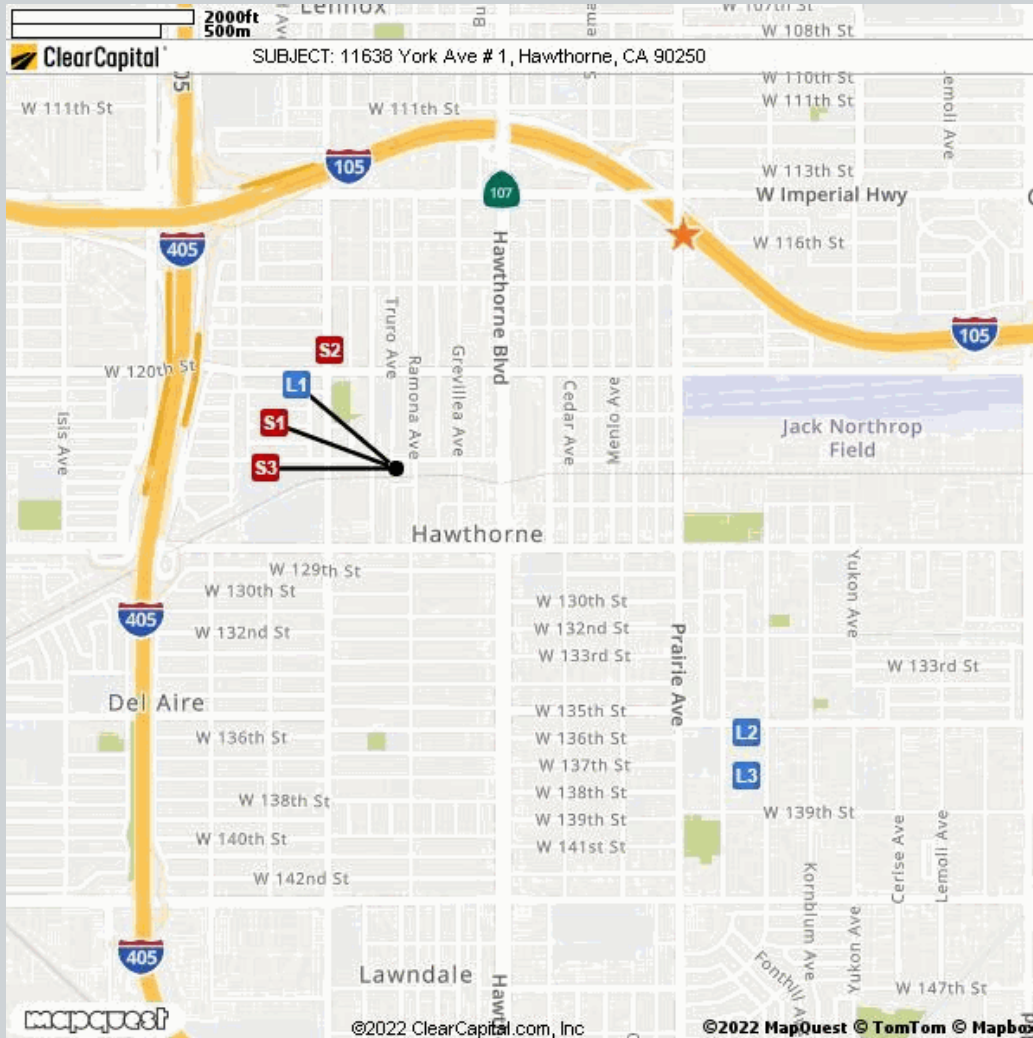 2000ft
500m
Lennox
W 107th St
W 108th St
ClearCapital
SUBJECT: 11638 York Ave # 1, Hawthorne, CA 90250
W 110th St
W 111th St
W 111th St
W 111th St
Lemoli Ave
105
W 113th St
107
W Imperial Hwy
405
W 116th St
Hawthorne Blvd
Truro Ave
105
S2
W 120th St
L1
Ramona Ave
Grevillea Ave
Cedar Ave
Menlo Ave
Isis Ave
S1
Jack Northrop
Field
S3
Hawthorne
W 129th St
W 130th St
W 130th St
Yukon Ave
405
W 132nd St
W 132nd St
W 133rd St
Prairie Ave
W 133rd St
Del Aire
W 135th St
L2
W 136th St
W 136th St
W 137th St
L3
W 138th St
W 138th St
W 139th St
W 139th St
W 140th St
W 141st St
Cerise Ave
Lemoli Ave
W 142nd St
Kornblum Ave
Yukon Ave
405
Lawndale
Fonthill Ave
W 147th St
mapquest
©2022 ClearCapital.com, Inc
©2022 MapQuest © TomTom © Mapbox